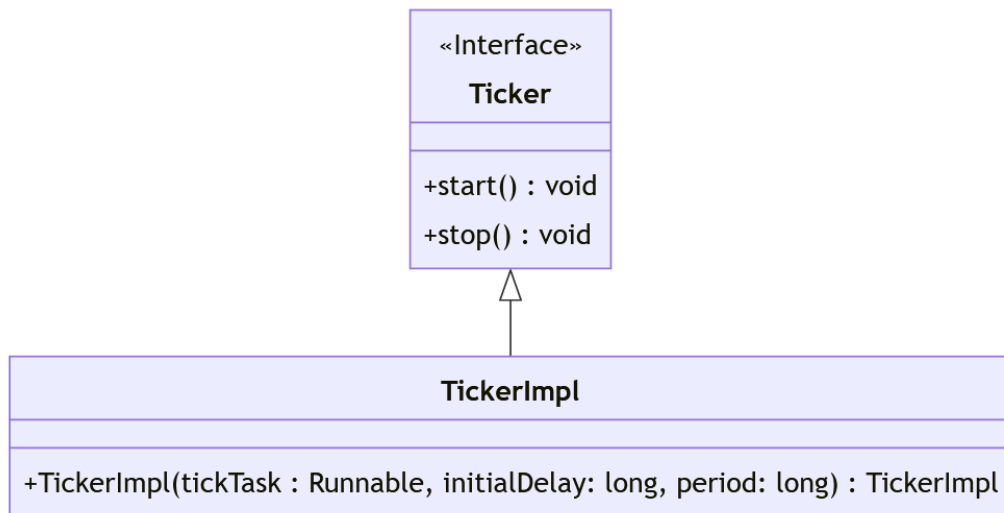 «Interface»
Ticker
+start() : void
+stop() : void
TickerImpl
+TickerImpl(tickTask : Runnable, initialDelay: long, period: long) : TickerImpl